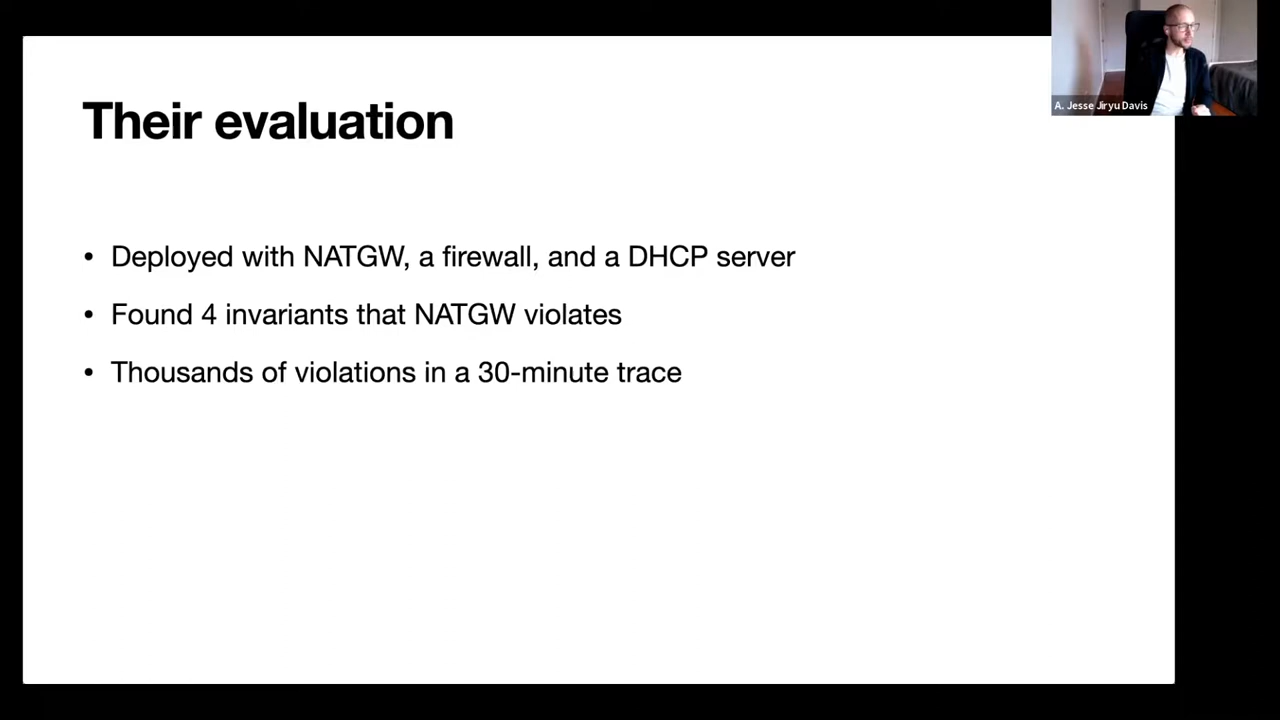 Their evaluation
• Deployed with NATGW, a firewall, and a DHCP server
• Found 4 invariants that NATGW violates
• Thousands of violations in a 30-minute trace
A. Jesse Jiryu Davis